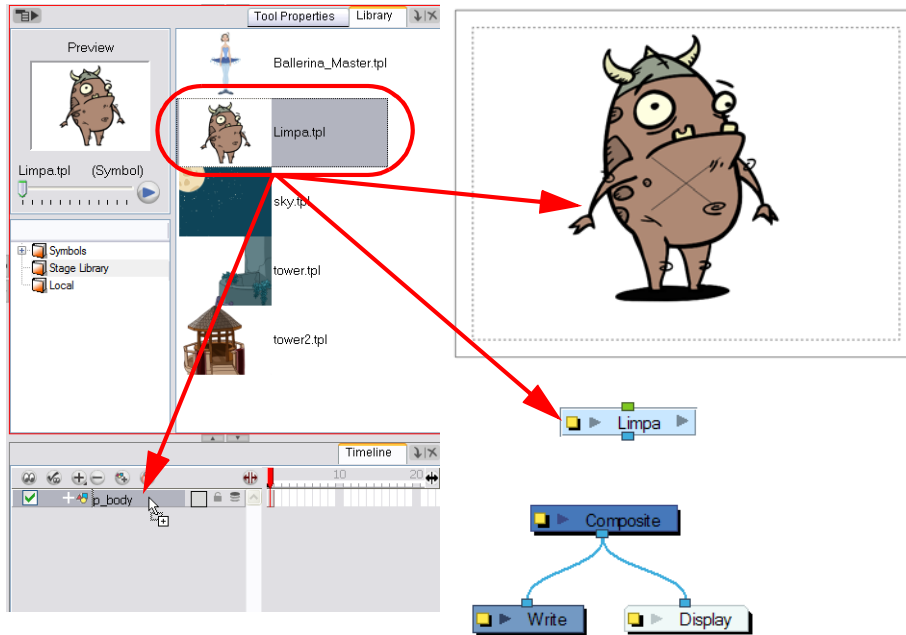 Tool Properties
Library
Preview
Limpa.tpl (Symbol)
Ballerina_Master.tpl
Limpa.tpl
sky.tpl
tower.tpl
tower2.tpl
Symbols
Stage Library
Local
Timeline
10
20
p_body
Limpa
Composite
Write
Display